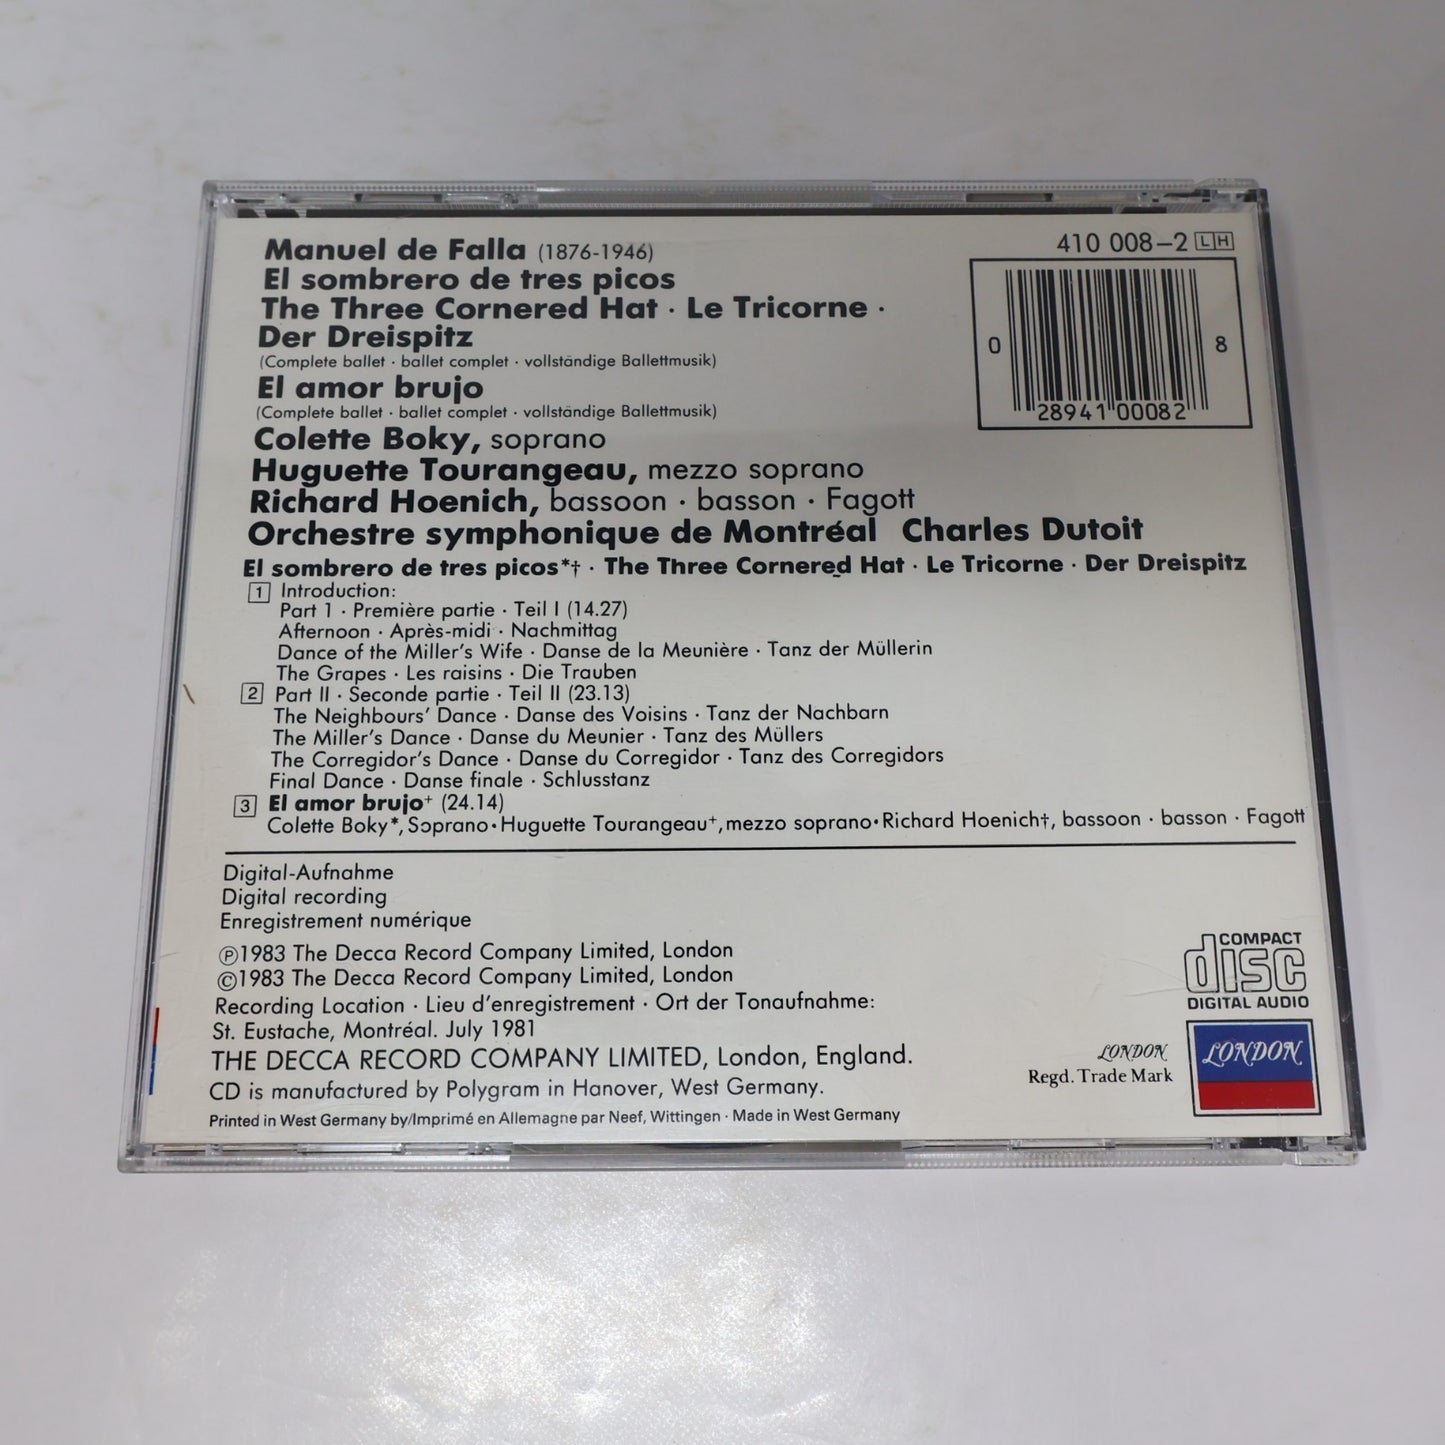 Manuel de Falla (1876-1946)
El sombrero de tres picos
The Three Cornered Hat · Le Tricorne ·
Der Dreispitz
(Complete ballet · ballet complet · vollständige Ballettmusik)
El amor brujo
(Complete ballet · ballet complet · vollständige Ballettmusik)
Colette Boky, soprano
Huguette Tourangeau, mezzo soprano
Richard Hoenich, bassoon · basson · Fagott
Orchestre symphonique de Montréal Charles Dutoit
410 008–2 LH
0 28941 00082 8
El sombrero de tres picos*† · The Three Cornered Hat · Le Tricorne · Der Dreispitz
1 Introduction:
Part 1 · Première partie · Teil I (14.27)
Afternoon · Après-midi · Nachmittag
Dance of the Miller's Wife · Danse de la Meunière · Tanz der Müllerin
The Grapes · Les raisins · Die Trauben
2 Part II · Seconde partie · Teil II (23.13)
The Neighbours' Dance · Danse des Voisins · Tanz der Nachbarn
The Miller's Dance · Danse du Meunier · Tanz des Müllers
The Corregidor's Dance · Danse du Corregidor · Tanz des Corregidors
Final Dance · Danse finale · Schlusstanz
3 El amor brujo+ (24.14)
Colette Boky*, Soprano·Huguette Tourangeau+, mezzo soprano·Richard Hoenich†, bassoon · basson · Fagott
Digital-Aufnahme
Digital recording
Enregistrement numérique
℗1983 The Decca Record Company Limited, London
©1983 The Decca Record Company Limited, London
Recording Location · Lieu d'enregistrement · Ort der Tonaufnahme:
St. Eustache, Montréal. July 1981
THE DECCA RECORD COMPANY LIMITED, London, England.
CD is manufactured by Polygram in Hanover, West Germany.
Printed in West Germany by/Imprimé en Allemagne par Neef, Wittingen · Made in West Germany
COMPACT
disc
DIGITAL AUDIO
LONDON
Regd. Trade Mark
LONDON